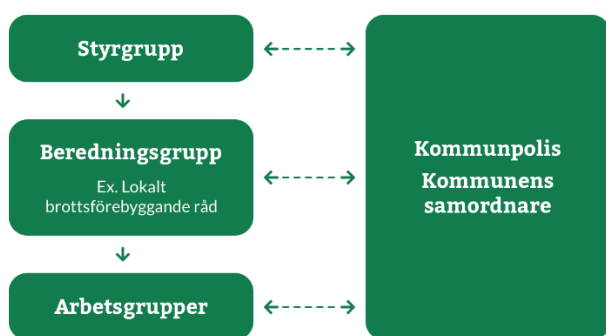 Styrgrupp
Beredningsgrupp
Ex. Lokalt
brottsförebyggande råd
Arbetsgrupper
Kommunpolis
Kommunens
samordnare